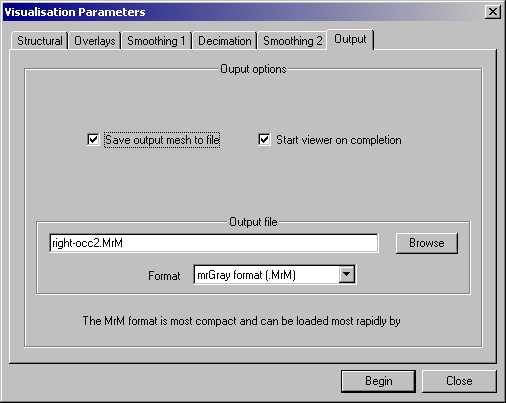 Visualisation Parameters
Structural Overlays Smoothing 1 Decimation Smoothing 2 Output
Ouput options
Save output mesh to file Start viewer on completion
Output file
right-occ2.MrM Browse
Format mrGray format (.MrM)
The MrM format is most compact and can be loaded most rapidly by
Begin Close